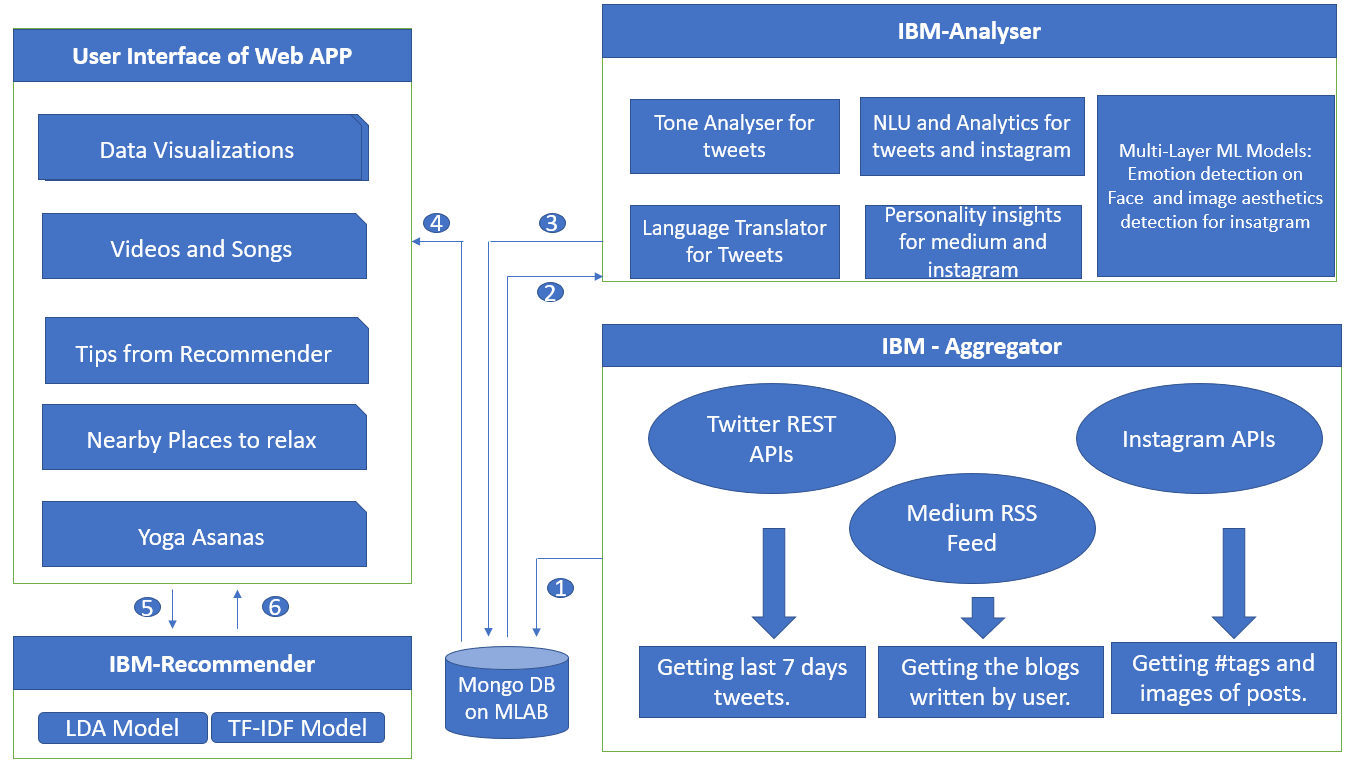 User Interface of Web APP
Data Visualizations
Videos and Songs
Tips from Recommender
Nearby Places to relax
Yoga Asanas
5
6
IBM-Recommender
LDA Model
TF-IDF Model
4
3
2
1
Mongo DB
on MLAB
IBM-Analyser
Tone Analyser for
tweets
NLU and Analytics for
tweets and instagram
Multi-Layer ML Models:
Emotion detection on
Face and image aesthetics
detection for insatgram
Language Translator
for Tweets
Personality insights
for medium and
instagram
IBM - Aggregator
Twitter REST
APIs
Medium RSS
Feed
Instagram APIs
Getting last 7 days
tweets.
Getting the blogs
written by user.
Getting #tags and
images of posts.